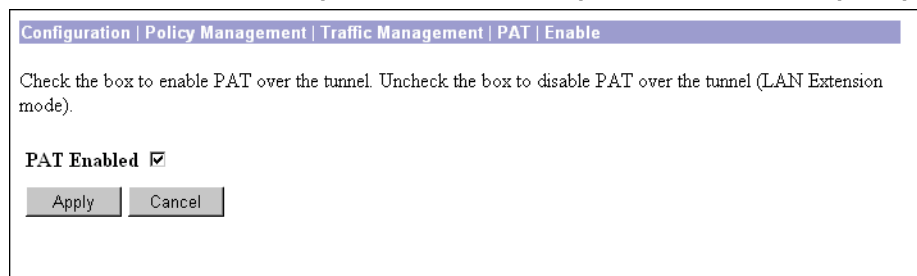 Configuration | Policy Management | Traffic Management | PAT | Enable
Check the box to enable PAT over the tunnel. Uncheck the box to disable PAT over the tunnel (LAN Extension
mode).
PAT Enabled
Apply Cancel